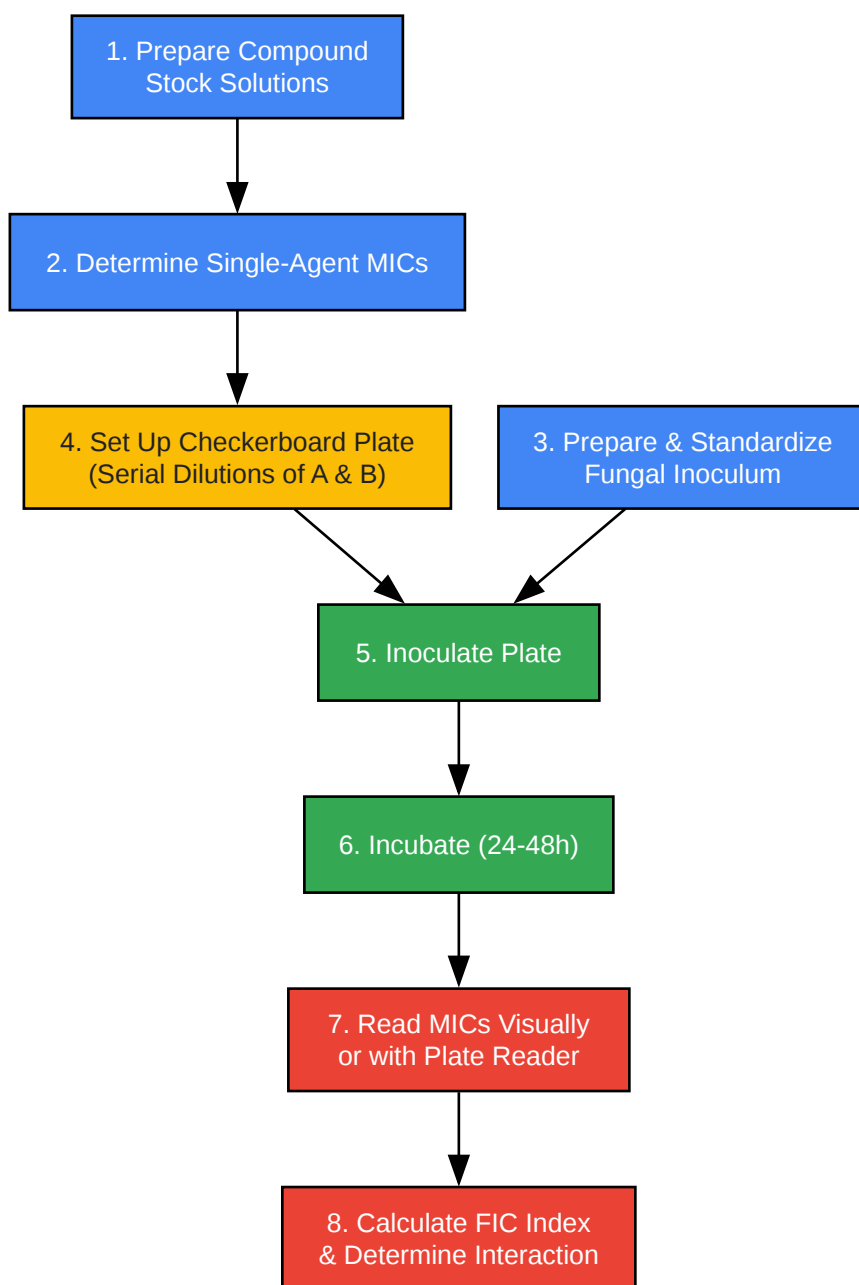 1. Prepare Compound
Stock Solutions
2. Determine Single-Agent MICs
4. Set Up Checkerboard Plate
(Serial Dilutions of A & B)
3. Prepare & Standardize
Fungal Inoculum
5. Inoculate Plate
6. Incubate (24-48h)
7. Read MICs Visually
or with Plate Reader
8. Calculate FIC Index
& Determine Interaction